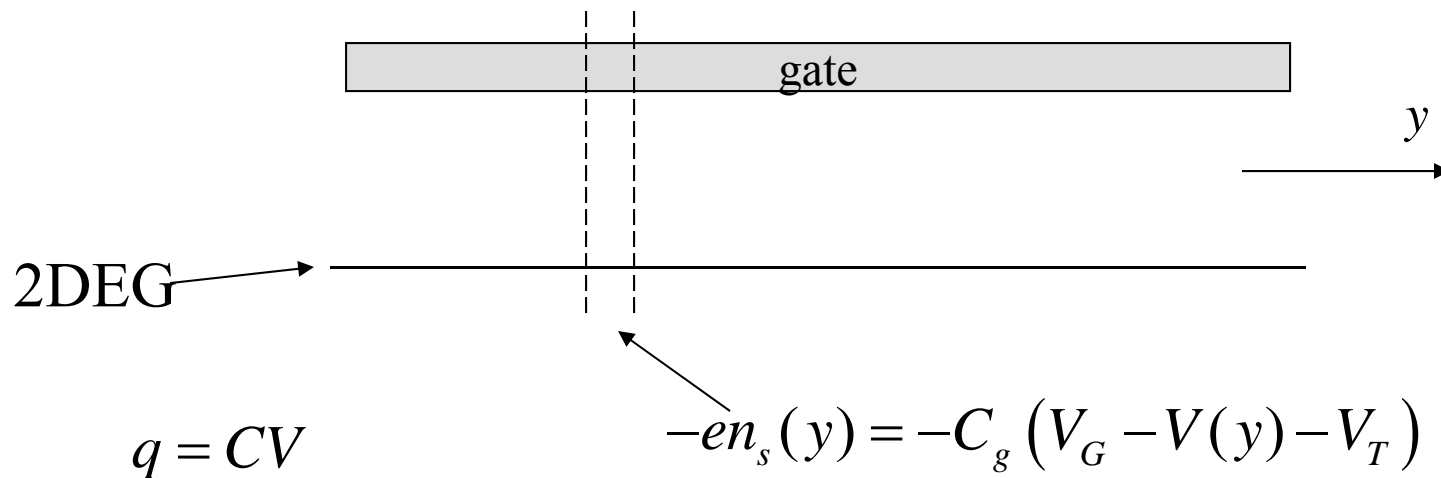 gate
y
2DEG
q = CV
−en_s(y) = −C_g(V_G − V(y) − V_T)